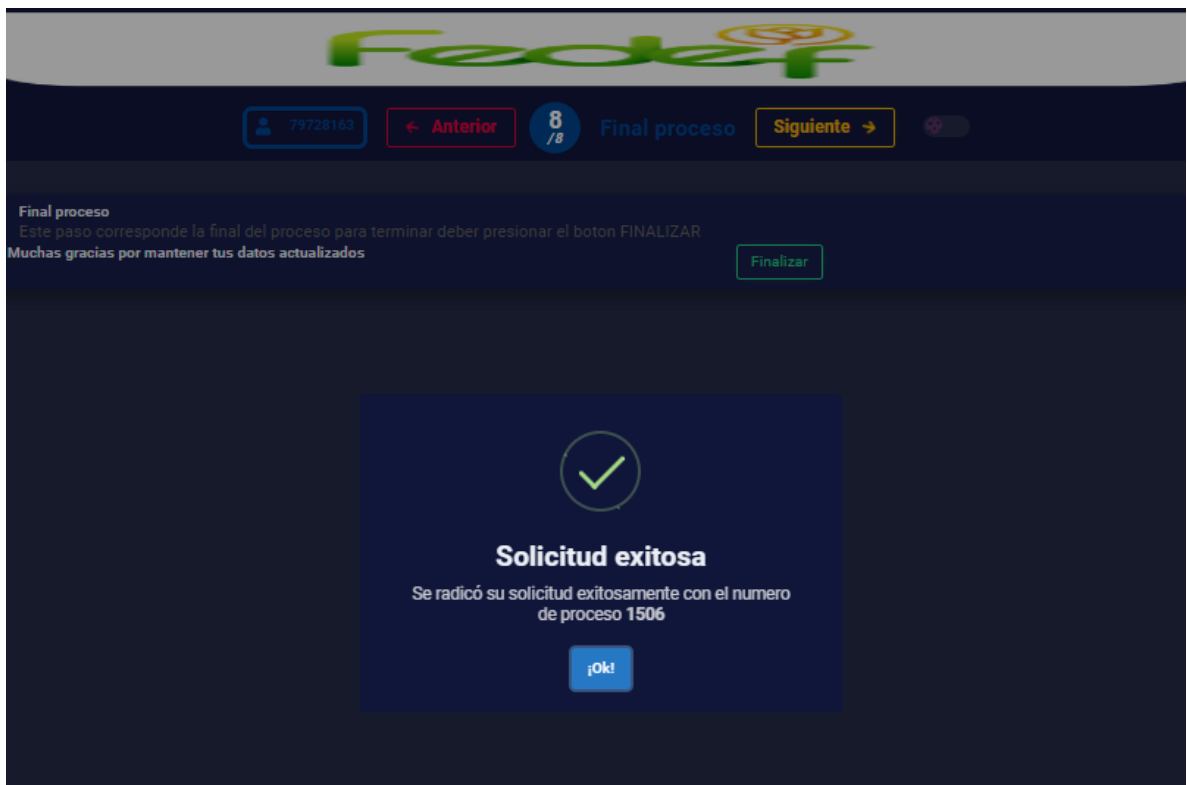 Fedef
79728163
← Anterior
8
/8
Final proceso
Siguiente →
Final proceso
Este paso corresponde la final del proceso para terminar deber presionar el boton FINALIZAR
Muchas gracias por mantener tus datos actualizados
Finalizar
Solicitud exitosa
Se radicó su solicitud exitosamente con el numero
de proceso 1506
¡Ok!